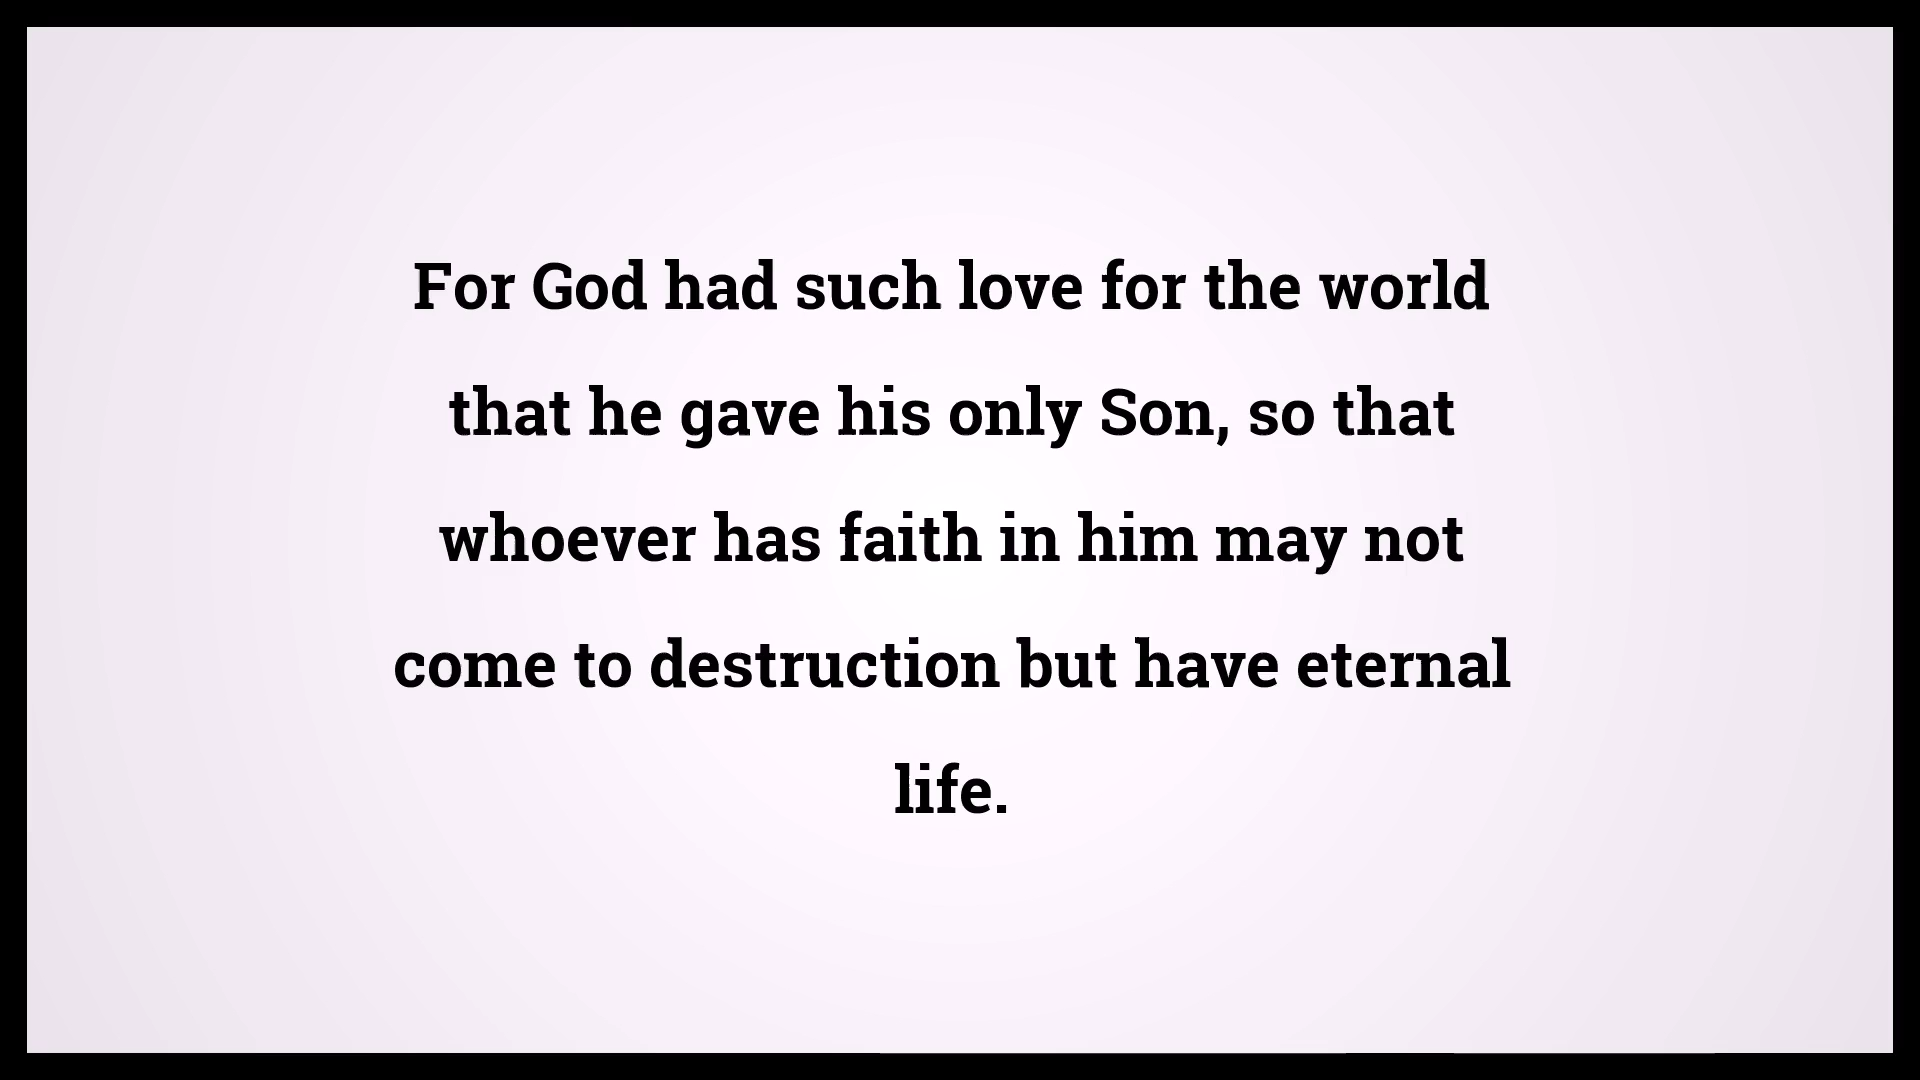 For God had such love for the world
that he gave his only Son, so that
whoever has faith in him may not
come to destruction but have eternal
life.